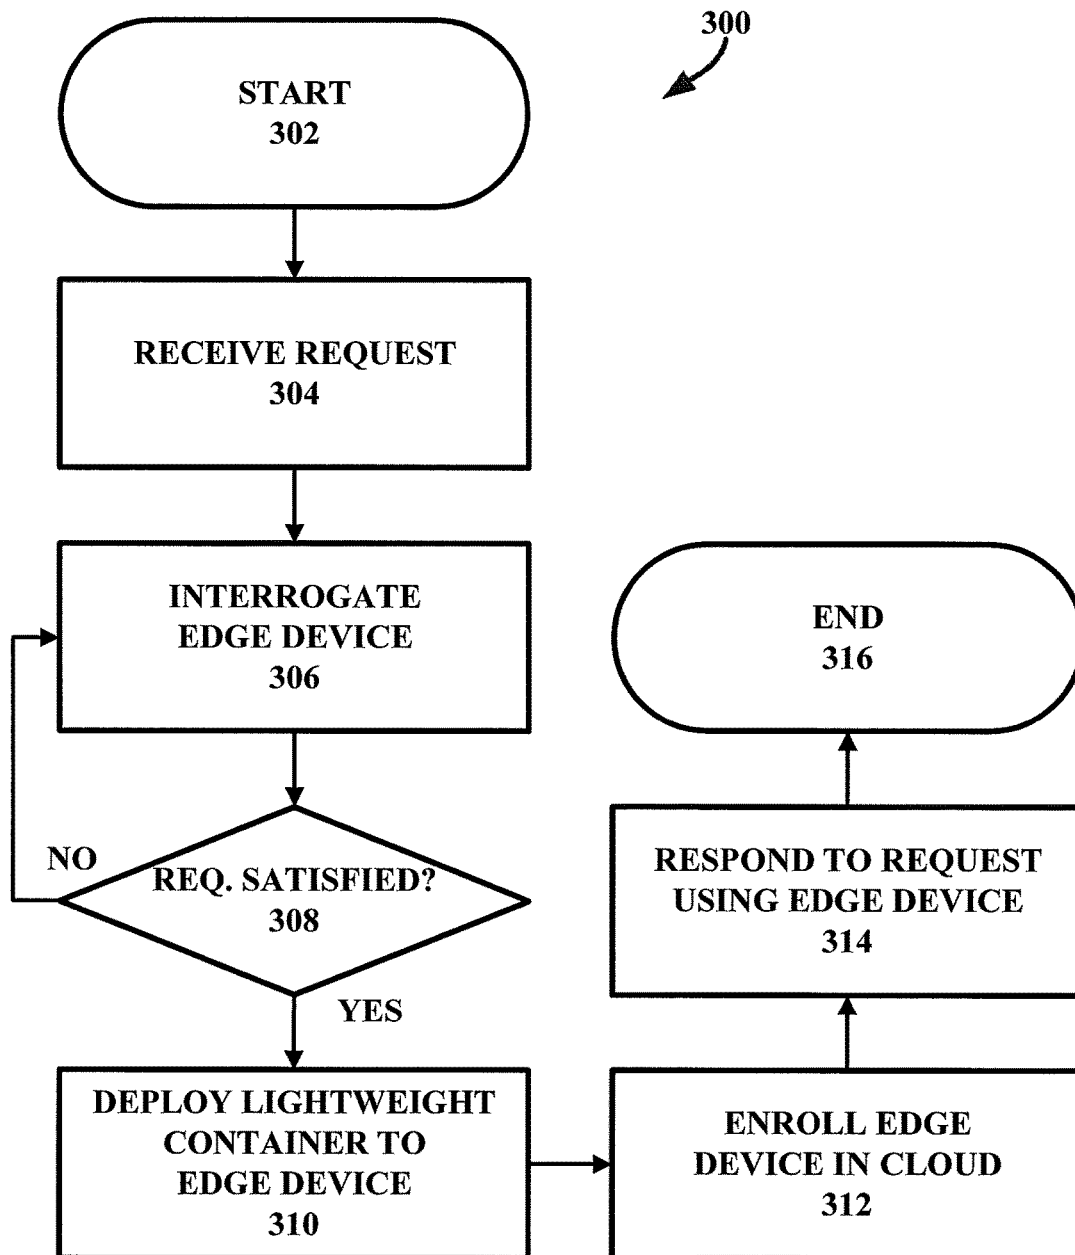 300
START
302
RECEIVE REQUEST
304
INTERROGATE
EDGE DEVICE
306
NO
REQ. SATISFIED?
308
YES
DEPLOY LIGHTWEIGHT
CONTAINER TO
EDGE DEVICE
310
ENROLL EDGE
DEVICE IN CLOUD
312
RESPOND TO REQUEST
USING EDGE DEVICE
314
END
316